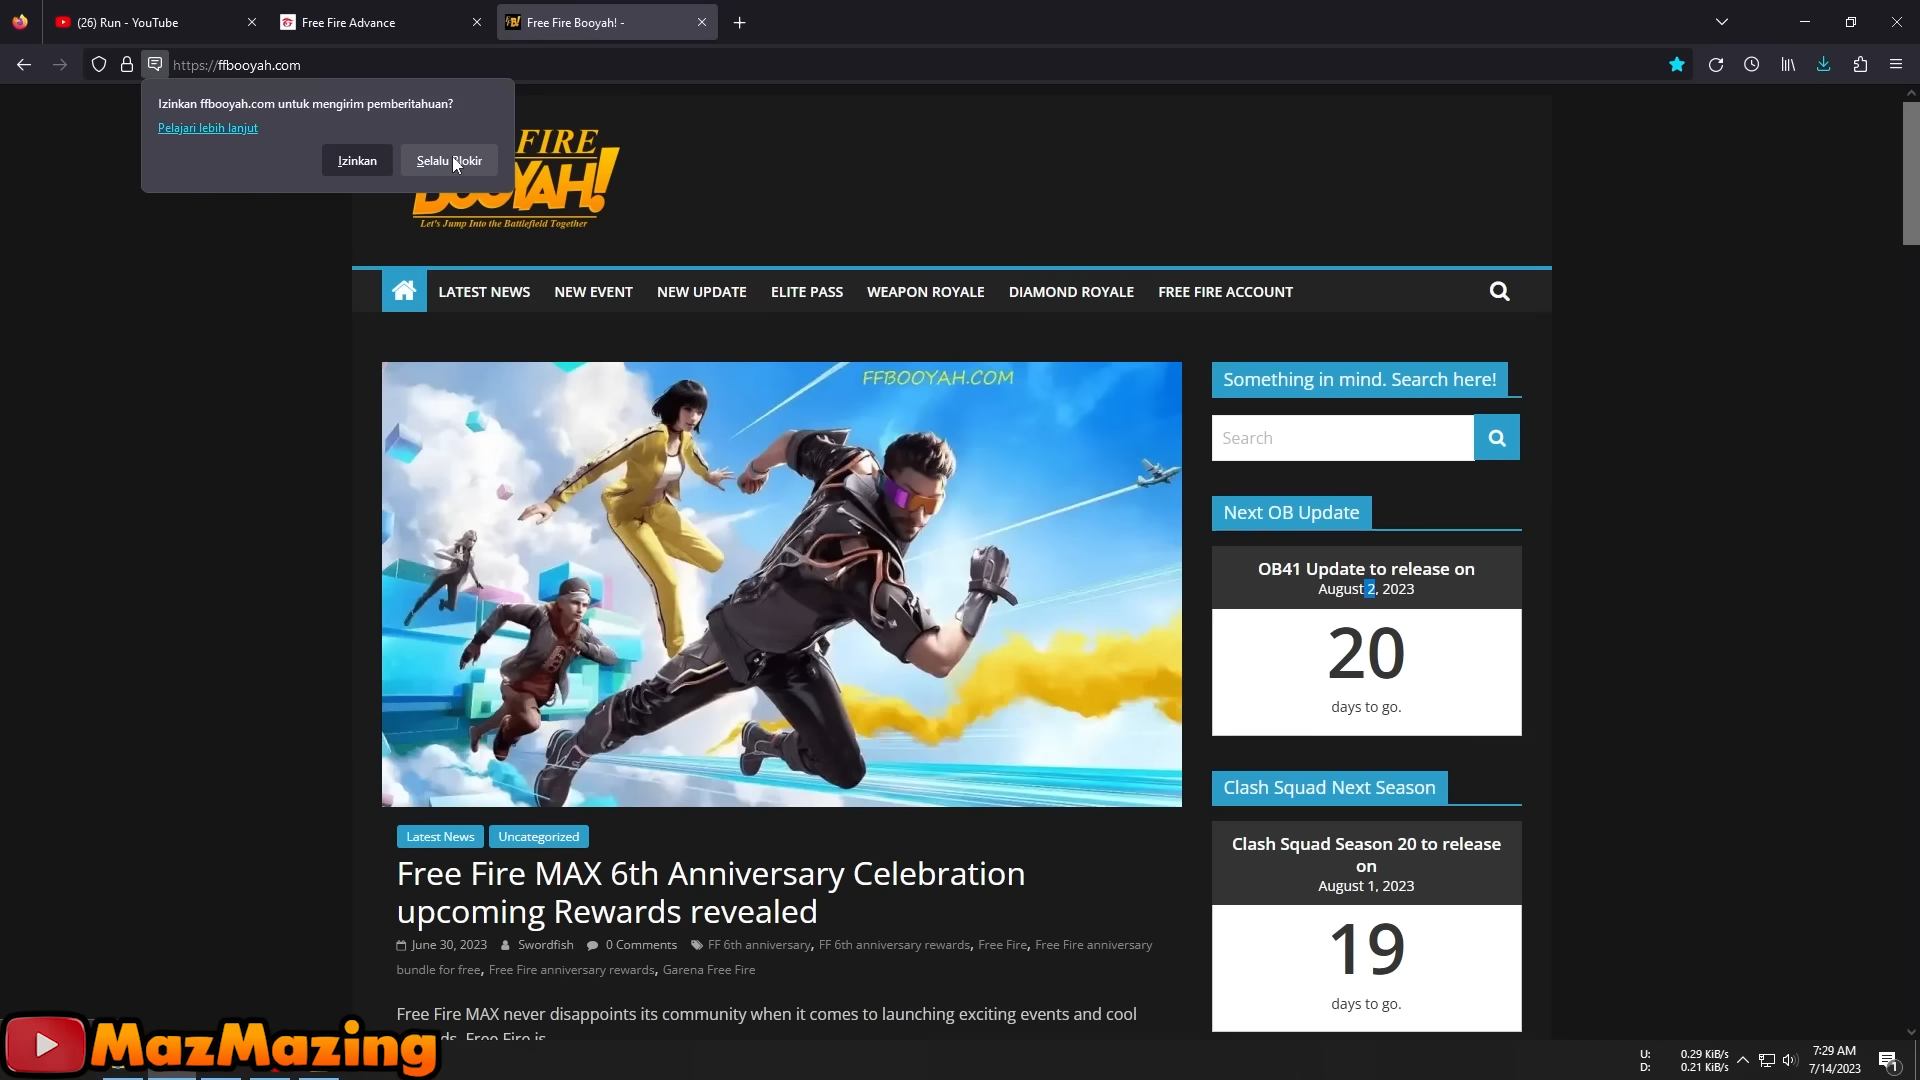 (26) Run - YouTube
Free Fire Advance
Free Fire Booyah! -
https://ffbooyah.com
Izinkan ffbooyah.com untuk mengirim pemberitahuan?
Pelajari lebih lanjut
Izinkan
Selalu Blokir
FIRE
BOOYAH!
Let's Jump Into the Battlefield Together
LATEST NEWS
NEW EVENT
NEW UPDATE
ELITE PASS
WEAPON ROYALE
DIAMOND ROYALE
FREE FIRE ACCOUNT
FFBOOYAH.COM
Something in mind. Search here!
Search
Next OB Update
OB41 Update to release on
August 2, 2023
20
days to go.
Clash Squad Next Season
Clash Squad Season 20 to release
on
August 1, 2023
19
days to go.
Latest News
Uncategorized
Free Fire MAX 6th Anniversary Celebration
upcoming Rewards revealed
June 30, 2023 Swordfish 0 Comments FF 6th anniversary, FF 6th anniversary rewards, Free Fire, Free Fire anniversary
bundle for free, Free Fire anniversary rewards, Garena Free Fire
Free Fire MAX never disappoints its community when it comes to launching exciting events and cool
Free Fire is
MazMazing
U: 0.29 KiB/s
D: 0.21 KiB/s
7:29 AM
7/14/2023
1